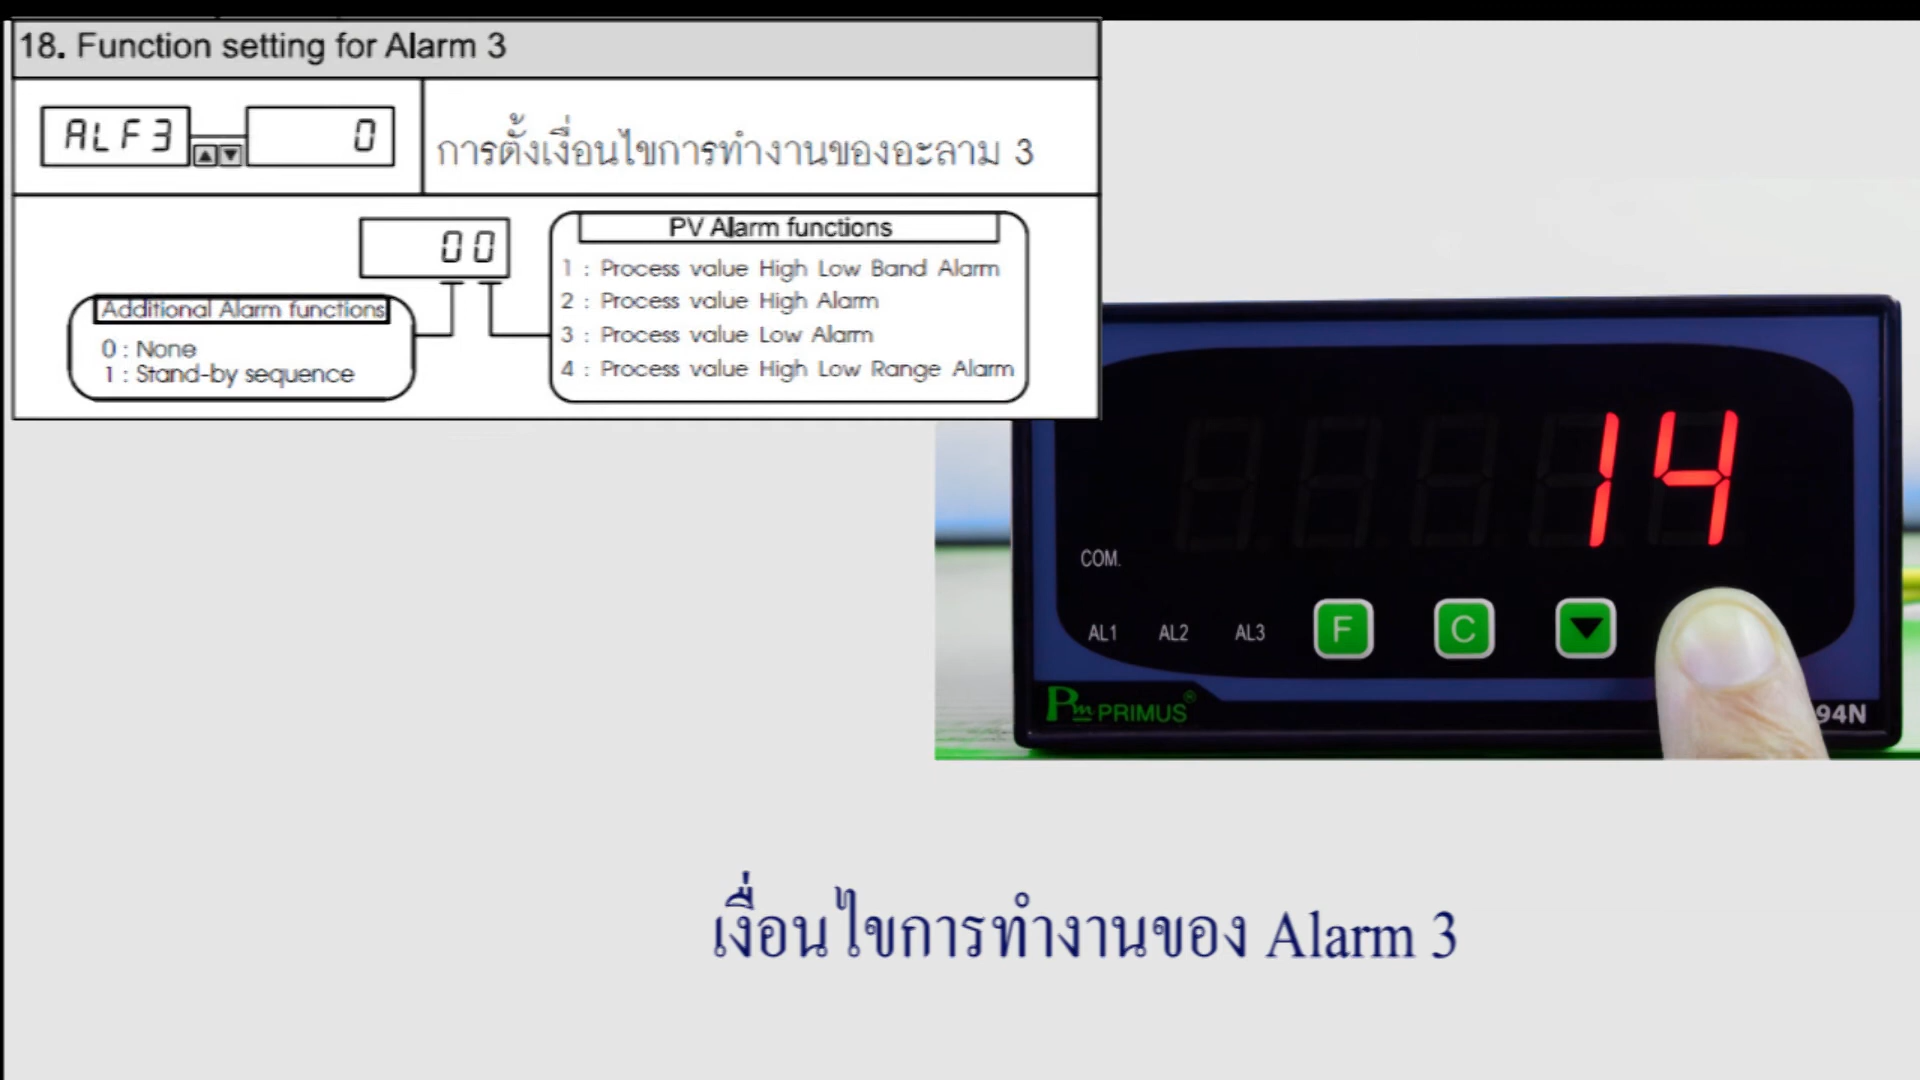 18. Function setting for Alarm 3
ALF3 0
การตั้งเงื่อนไขการทำงานของอะลาม 3
00
PV Alarm functions
1 : Process value High Low Band Alarm
2 : Process value High Alarm
3 : Process value Low Alarm
4 : Process value High Low Range Alarm
Additional Alarm functions
0 : None
1 : Stand-by sequence
14
COM.
AL1 AL2 AL3 F C
Pm PRIMUS®
94N
เงื่อนไขการทำงานของ Alarm 3